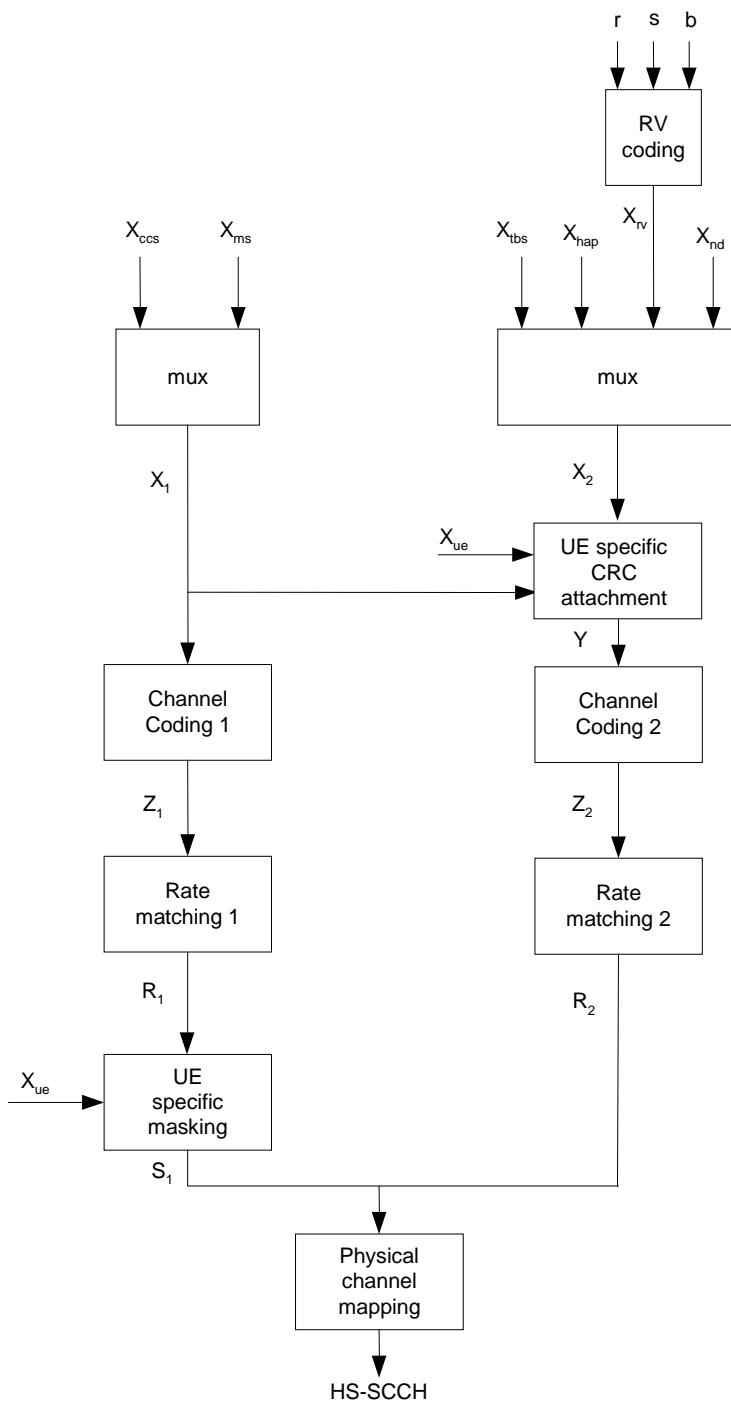 r s b
RV
coding
X_ccs X_ms X_tbs X_hap X_rv X_nd
mux mux
X_1 X_2
X_ue
UE specific
CRC
attachment
Y
Channel
Coding 1
Channel
Coding 2
Z_1 Z_2
Rate
matching 1
Rate
matching 2
R_1 R_2
X_ue
UE
specific
masking
S_1
Physical
channel
mapping
HS-SCCH